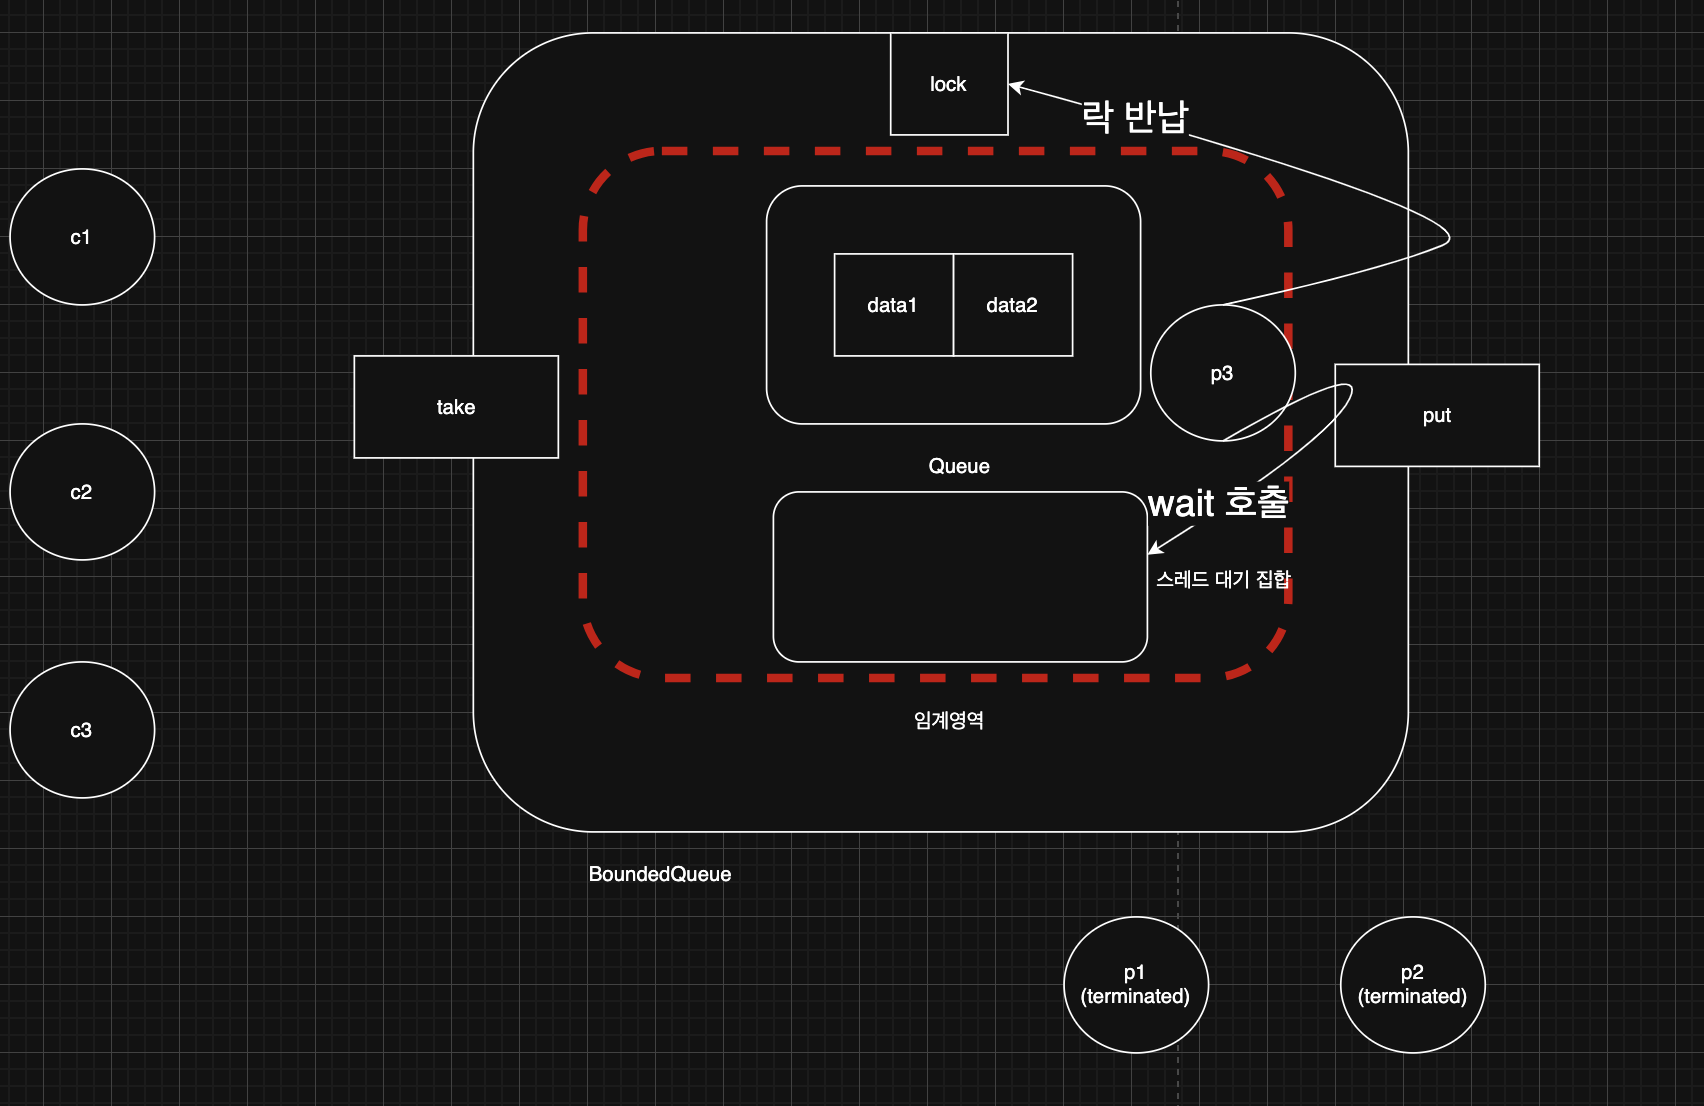 lock
락 반납
c1
data1
data2
p3
take
put
Queue
c2
wait 호출
스레드 대기 집합
임계영역
c3
BoundedQueue
p1
(terminated)
p2
(terminated)